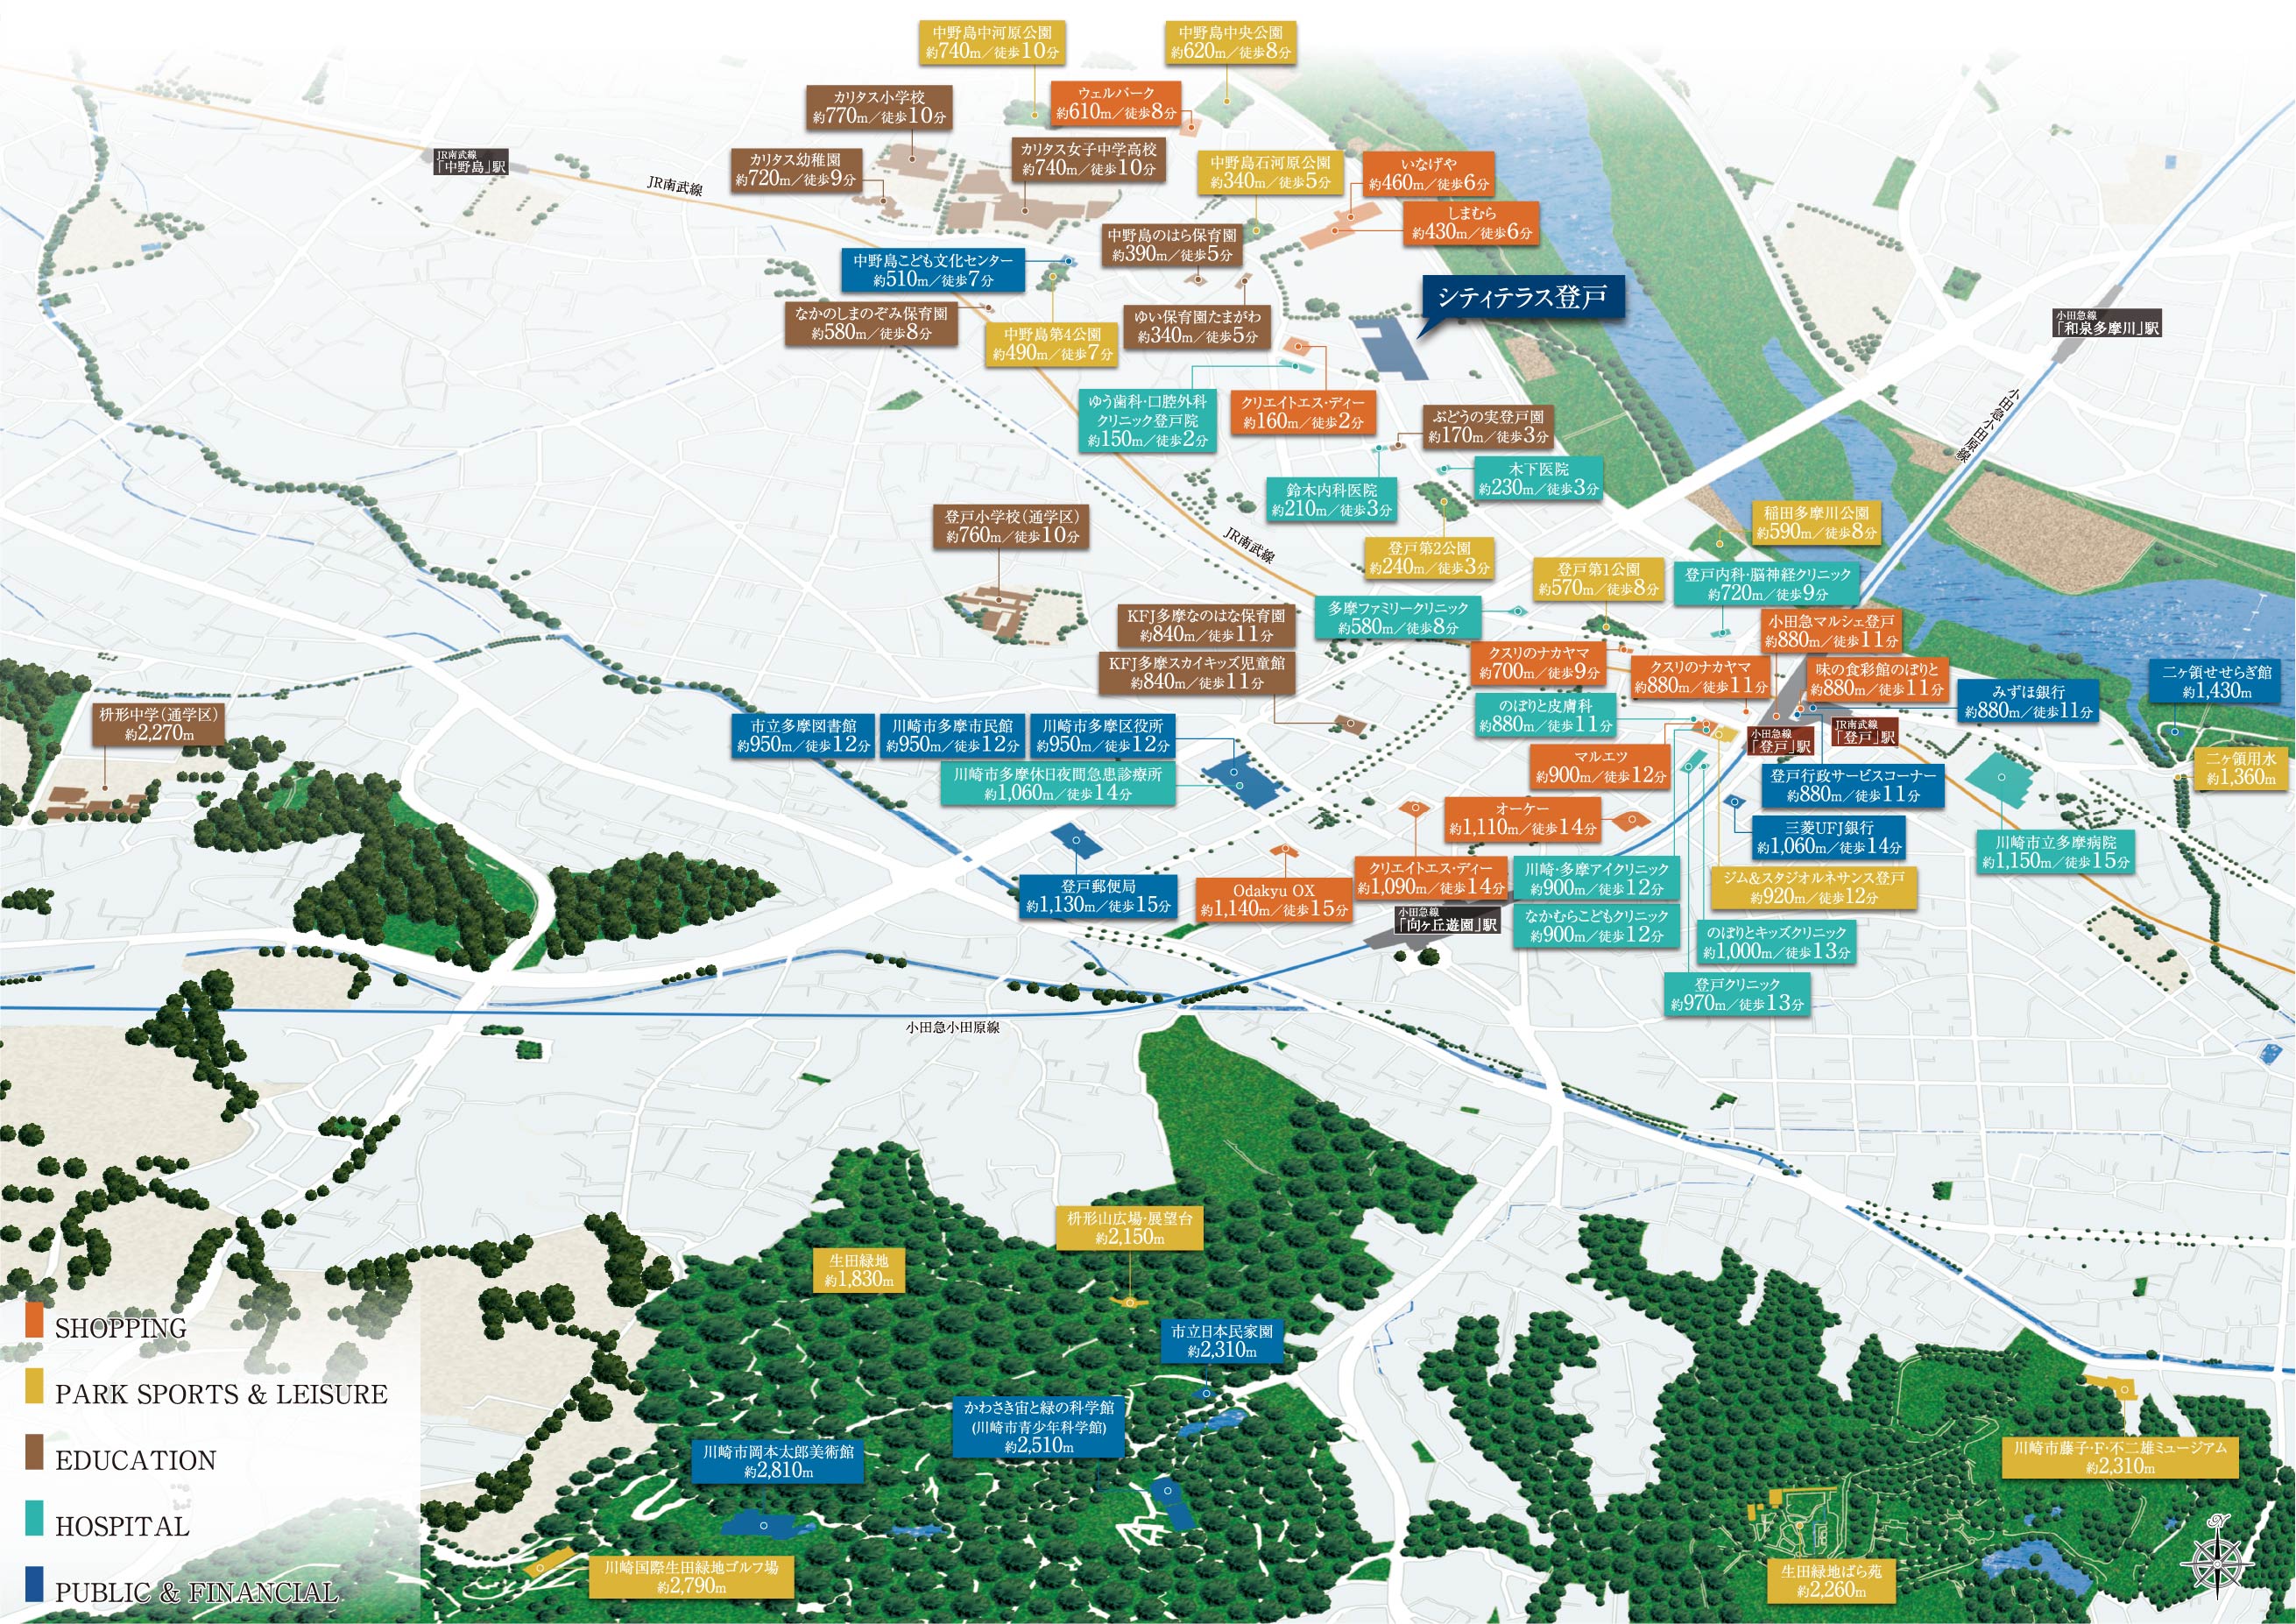 中野島中河原公園
約740m/徒歩10分
中野島中央公園
約620m/徒歩8分
カリタス小学校
約770m/徒歩10分
ウェルパーク
約610m/徒歩8分
JR南武線
「中野島」駅
JR南武線
カリタス幼稚園
約720m/徒歩9分
カリタス女子中学高校
約740m/徒歩10分
中野島石河原公園
約340m/徒歩5分
いなげや
約460m/徒歩6分
しまむら
約430m/徒歩6分
中野島のはら保育園
約390m/徒歩5分
中野島こども文化センター
約510m/徒歩7分
シティテラス登戸
なかのしまのぞみ保育園
約580m/徒歩8分
中野島第4公園
約490m/徒歩7分
ゆい保育園たまがわ
約340m/徒歩5分
小田急線
「和泉多摩川」駅
小田急小田原線
ゆう歯科・口腔外科
クリニック登戸院
約150m/徒歩2分
クリエイトエス・ディー
約160m/徒歩2分
ぶどうの実登戸園
約170m/徒歩3分
木下医院
約230m/徒歩3分
鈴木内科医院
約210m/徒歩3分
登戸小学校(通学区)
約760m/徒歩10分
JR南武線
登戸第2公園
約240m/徒歩3分
稲田多摩川公園
約590m/徒歩8分
登戸第1公園
約570m/徒歩8分
登戸内科・脳神経クリニック
約720m/徒歩9分
KFJ多摩なのはな保育園
約840m/徒歩11分
多摩ファミリークリニック
約580m/徒歩8分
小田急マルシェ登戸
約880m/徒歩11分
KFJ多摩スカイキッズ児童館
約840m/徒歩11分
クスリのナカヤマ
約700m/徒歩9分
クスリのナカヤマ
約880m/徒歩11分
味の食彩館のぼりと
約880m/徒歩11分
みずほ銀行
約880m/徒歩11分
二ヶ領せせらぎ館
約1,430m
枡形中学(通学区)
約2,270m
市立多摩図書館
約950m/徒歩12分
川崎市多摩市民館
約950m/徒歩12分
川崎市多摩区役所
約950m/徒歩12分
のぼりと皮膚科
約880m/徒歩11分
小田急線
「登戸」駅
JR南武線
「登戸」駅
川崎市多摩休日夜間急患診療所
約1,060m/徒歩14分
マルエツ
約900m/徒歩12分
登戸行政サービスコーナー
約880m/徒歩11分
二ヶ領用水
約1,360m
オーケー
約1,110m/徒歩14分
三菱UFJ銀行
約1,060m/徒歩14分
川崎市立多摩病院
約1,150m/徒歩15分
登戸郵便局
約1,130m/徒歩15分
Odakyu OX
約1,140m/徒歩15分
クリエイトエス・ディー
約1,090m/徒歩14分
川崎・多摩アイクリニック
約900m/徒歩12分
ジム&スタジオルネサンス登戸
約920m/徒歩12分
小田急線
「向ヶ丘遊園」駅
なかむらこどもクリニック
約900m/徒歩12分
のぼりとキッズクリニック
約1,000m/徒歩13分
登戸クリニック
約970m/徒歩13分
小田急小田原線
枡形山広場・展望台
約2,150m
生田緑地
約1,830m
市立日本民家園
約2,310m
かわさき宙と緑の科学館
(川崎市青少年科学館)
約2,510m
川崎市岡本太郎美術館
約2,810m
川崎市藤子・F・不二雄ミュージアム
約2,310m
川崎国際生田緑地ゴルフ場
約2,790m
生田緑地ばら苑
約2,260m
N
SHOPPING
PARK SPORTS & LEISURE
EDUCATION
HOSPITAL
PUBLIC & FINANCIAL